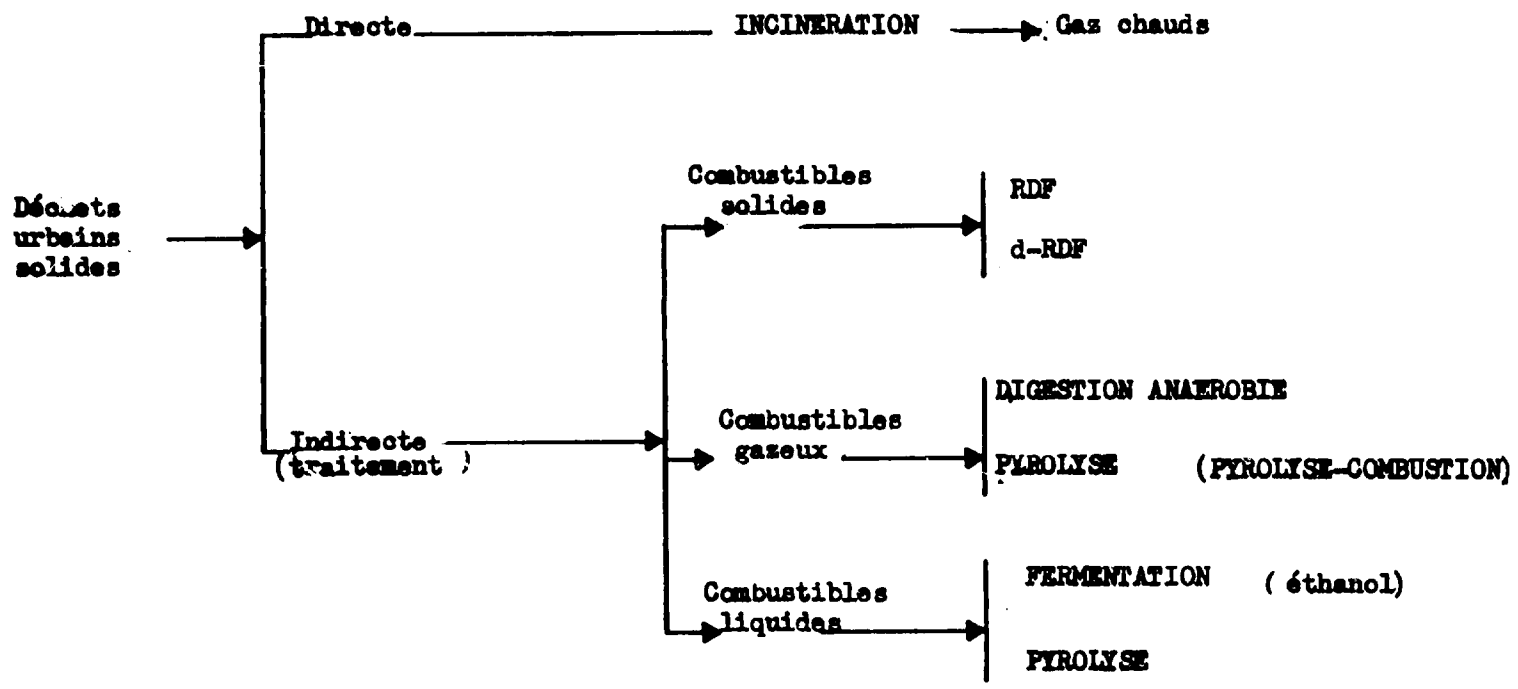 Directe INCINERATION Gaz chauds
Combustibles
solides
RDF
d-RDF
Déchets
urbains
solides
DIGESTION ANAEROBIE
Combustibles
gazeux
PYROLYSE (PYROLYSE-COMBUSTION)
Indirecte
(traitement )
FERMENTATION ( éthanol)
Combustibles
liquides
PYROLYSE